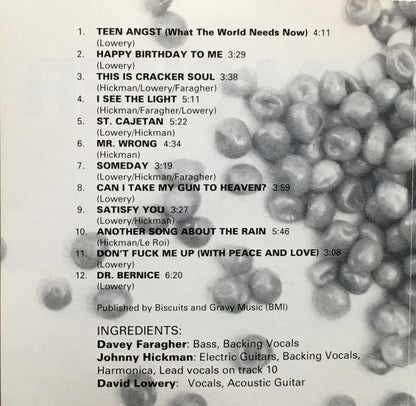 1. TEEN ANGST (What The World Needs Now) 4:11
(Lowery)
2. HAPPY BIRTHDAY TO ME 3:29
(Lowery)
3. THIS IS CRACKER SOUL 3:38
(Hickman/Lowery/Faragher)
4. I SEE THE LIGHT 5:11
(Hickman/Faragher/Lowery)
5. ST. CAJETAN 5:22
(Lowery/Hickman)
6. MR. WRONG 4:34
(Hickman)
7. SOMEDAY 3:19
(Lowery/Hickman/Faragher)
8. CAN I TAKE MY GUN TO HEAVEN? 3:59
(Lowery)
9. SATISFY YOU 3:27
(Lowery/Hickman)
10. ANOTHER SONG ABOUT THE RAIN 5:46
(Hickman/Le Roi)
11. DON'T FUCK ME UP (WITH PEACE AND LOVE) 3:08
(Lowery)
12. DR. BERNICE 6:20
(Lowery)
Published by Biscuits and Gravy Music (BMI)
INGREDIENTS:
Davey Faragher: Bass, Backing Vocals
Johnny Hickman: Electric Guitars, Backing Vocals,
Harmonica, Lead vocals on track 10
David Lowery: Vocals, Acoustic Guitar